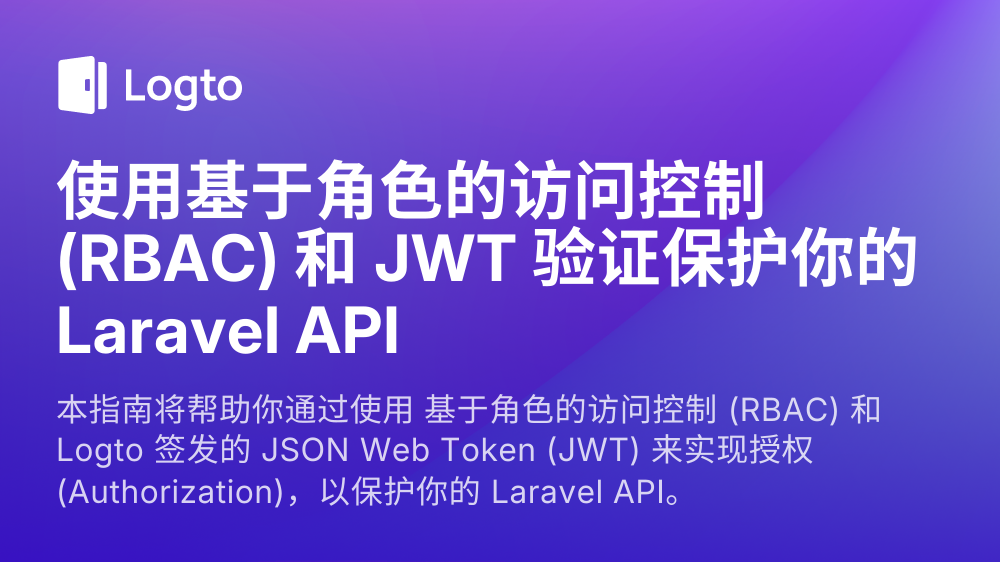 Logto
使用基于角色的访问控制
(RBAC) 和 JWT 验证保护你的
Laravel API
本指南将帮助你通过使用 基于角色的访问控制 (RBAC) 和
Logto 签发的 JSON Web Token (JWT) 来实现授权
(Authorization)，以保护你的 Laravel API。